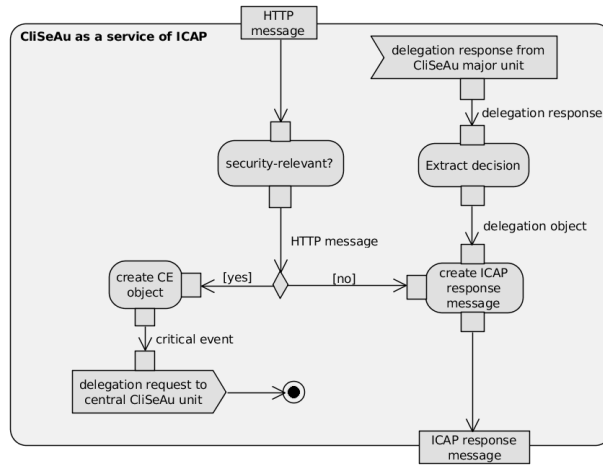 HTTP
message
CliSeAu as a service of ICAP
delegation response from
CliSeAu major unit
delegation response
security-relevant?
Extract decision
delegation object
HTTP message
[yes]
[no]
create CE
object
create ICAP
response
message
critical event
delegation request to
central CliSeAu unit
ICAP response
message